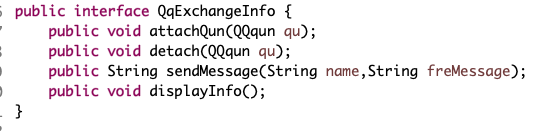 public interface QqExchangeInfo {
    public void attachQun(QQqun qu);
    public void detach(QQqun qu);
    public String sendMessage(String name,String freMessage);
    public void displayInfo();
}